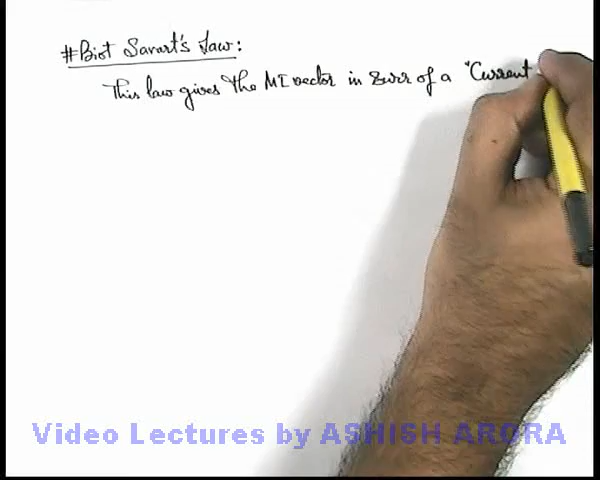 #Biot Savart's Law:
This law gives the MI vector in surr of a "Current
Video Lectures by ASHISH ARORA